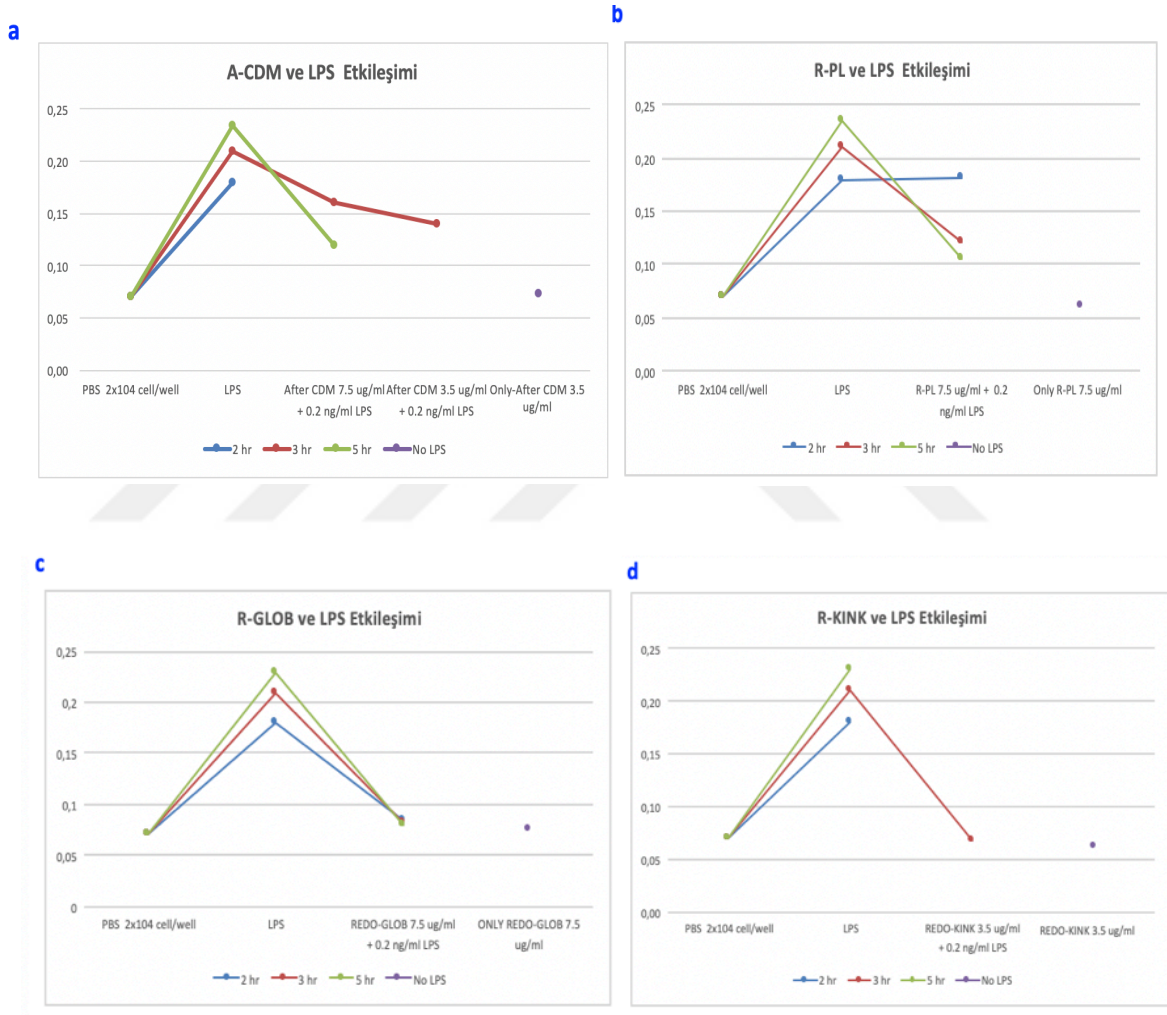 a
A-CDM ve LPS Etkileşimi
0,25
0,20
0,15
0,10
0,05
0,00
PBS 2x104 cell/well
LPS
After CDM 7.5 ug/ml
+ 0.2 ng/ml LPS
After CDM 3.5 ug/ml
+ 0.2 ng/ml LPS
Only-After CDM 3.5
ug/ml
2 hr 3 hr 5 hr No LPS
b
R-PL ve LPS Etkileşimi
0,25
0,20
0,15
0,10
0,05
0,00
PBS 2x104 cell/well
LPS
R-PL 7.5 ug/ml + 0.2
ng/ml LPS
Only R-PL 7.5 ug/ml
2 hr 3 hr 5 hr No LPS
c
R-GLOB ve LPS Etkileşimi
0,25
0,2
0,15
0,1
0,05
0
PBS 2x104 cell/well
LPS
REDO-GLOB 7.5 ug/ml
+ 0.2 ng/ml LPS
ONLY REDO-GLOB 7.5
ug/ml
2 hr 3 hr 5 hr No LPS
d
R-KINK ve LPS Etkileşimi
0,25
0,20
0,15
0,10
0,05
0,00
PBS 2x104 cell/well
LPS
REDO-KINK 3.5 ug/ml
+ 0.2 ng/ml LPS
REDO-KINK 3.5 ug/ml
2 hr 3 hr 5 hr No LPS